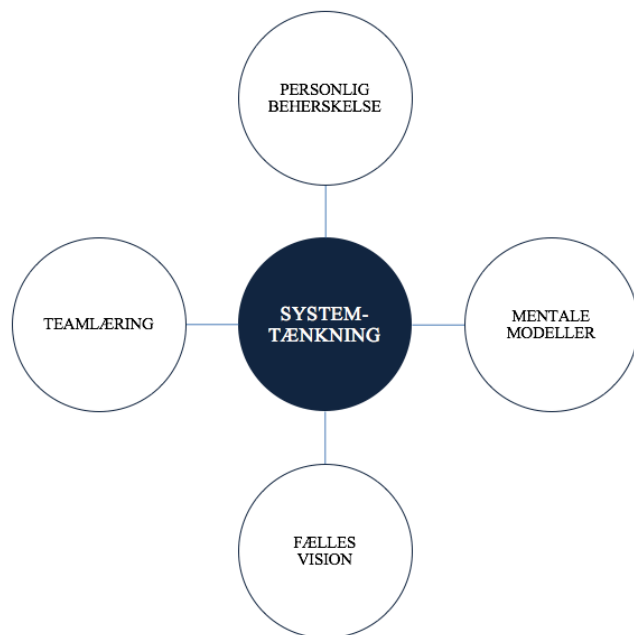 PERSONLIG
BEHERSKELSE
TEAMLÆRING
SYSTEM-
TÆNKNING
MENTALE
MODELLER
FÆLLES
VISION